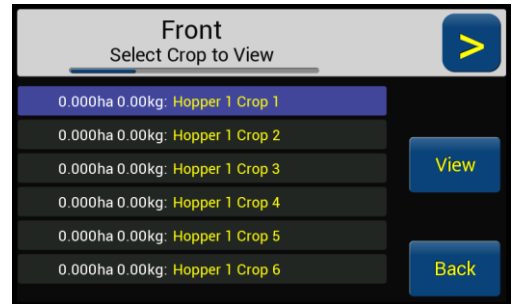 Front
Select Crop to View
>
0.000ha 0.00kg: Hopper 1 Crop 1
0.000ha 0.00kg: Hopper 1 Crop 2
0.000ha 0.00kg: Hopper 1 Crop 3
0.000ha 0.00kg: Hopper 1 Crop 4
0.000ha 0.00kg: Hopper 1 Crop 5
0.000ha 0.00kg: Hopper 1 Crop 6
View
Back